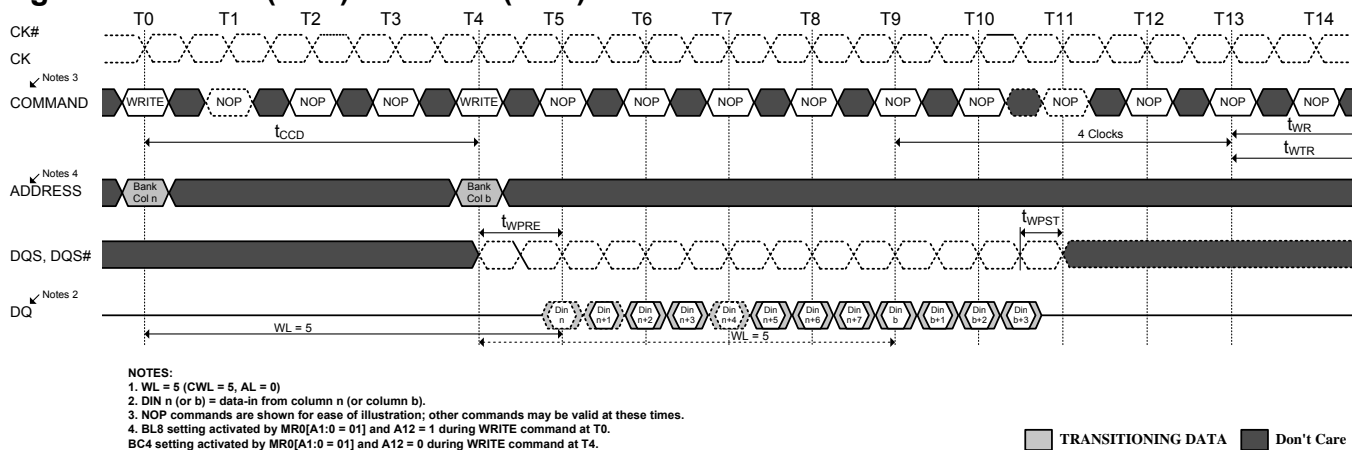 T0 T1 T2 T3 T4 T5 T6 T7 T8 T9 T10 T11 T12 T13 T14
CK#
CK
Notes 3
COMMAND
WRITE NOP NOP NOP WRITE NOP NOP NOP NOP NOP NOP NOP NOP NOP NOP
tCCD
4 Clocks
tWR
tWTR
Notes 4
ADDRESS
Bank Col n
Bank Col b
tWPRE
tWPST
DQS, DQS#
Notes 2
DQ
Din n Din n+1 Din n+2 Din n+3 Din n+4 Din n+5 Din n+6 Din n+7 Din b Din b+1 Din b+2 Din b+3
WL = 5
WL = 5
NOTES:
1. WL = 5 (CWL = 5, AL = 0)
2. DIN n (or b) = data-in from column n (or column b).
3. NOP commands are shown for ease of illustration; other commands may be valid at these times.
4. BL8 setting activated by MR0[A1:0 = 01] and A12 = 1 during WRITE command at T0.
BC4 setting activated by MR0[A1:0 = 01] and A12 = 0 during WRITE command at T4.
TRANSITIONING DATA
Don't Care